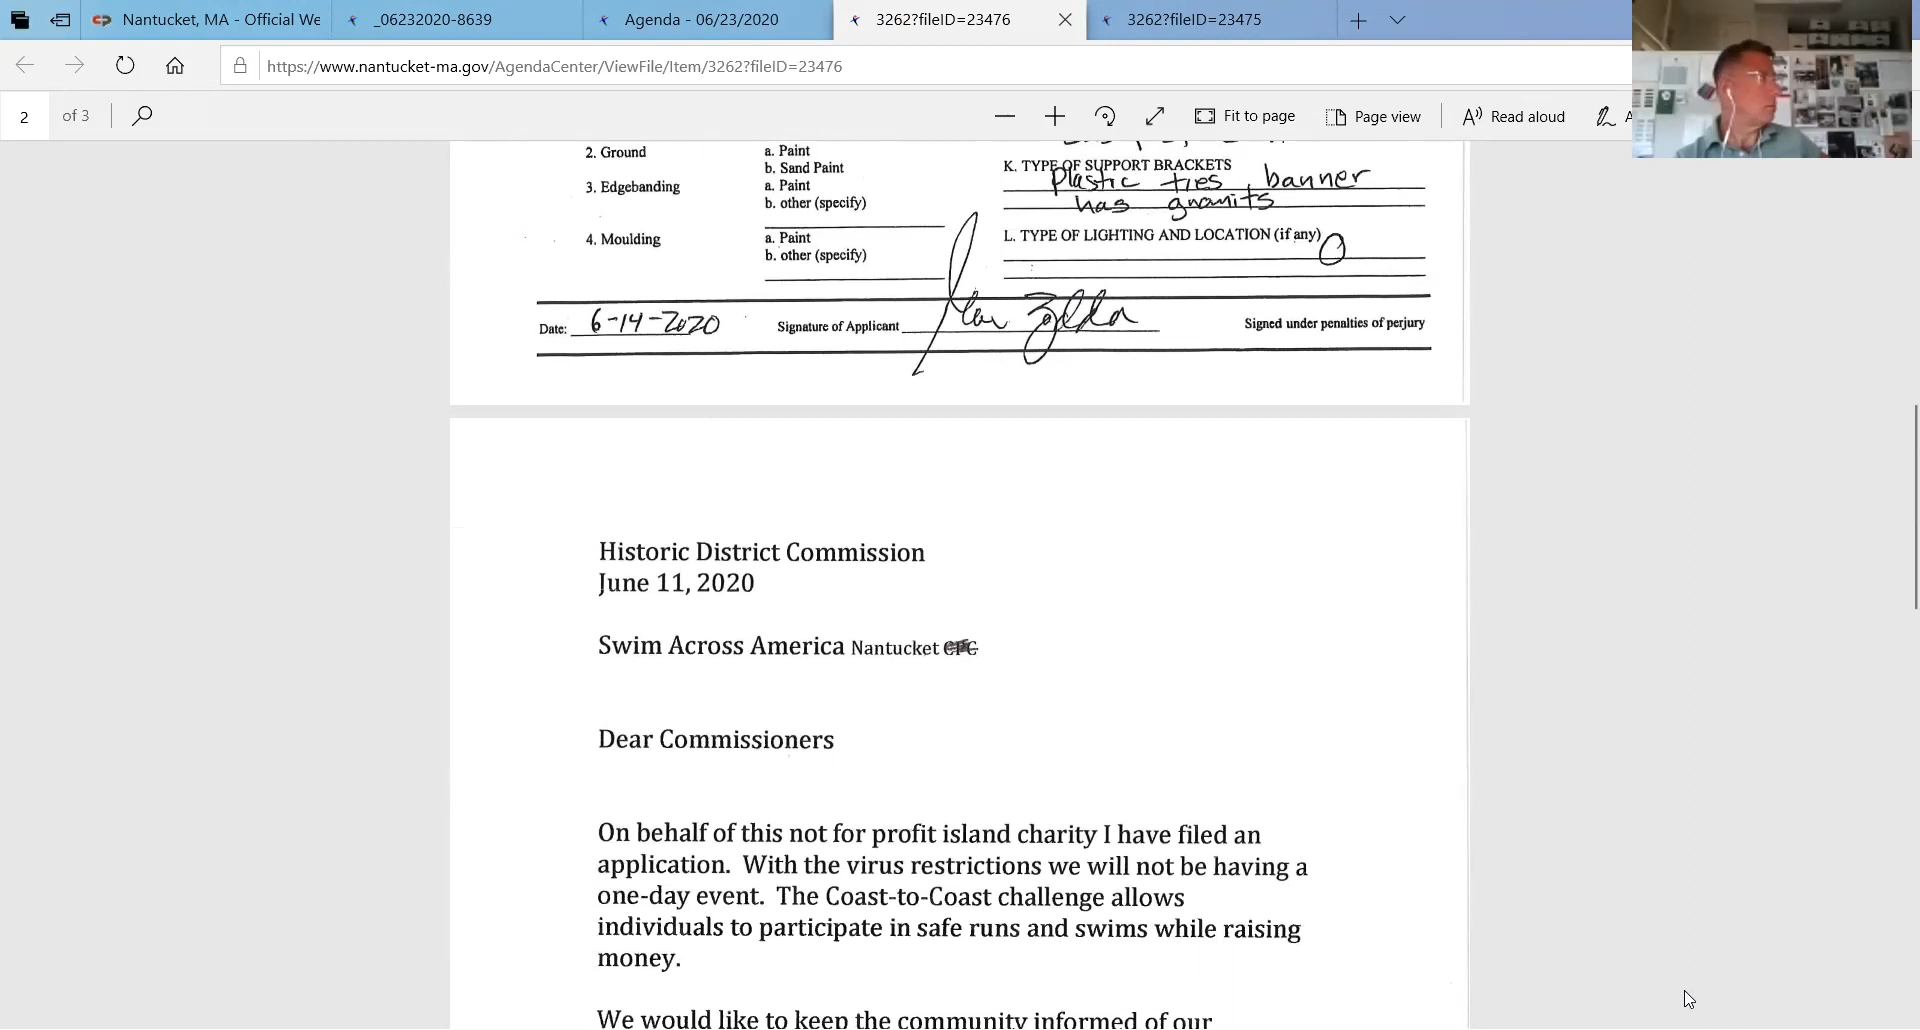 Nantucket, MA - Official We
_06232020-8639
Agenda - 06/23/2020
3262?fileID=23476
3262?fileID=23475
https://www.nantucket-ma.gov/AgendaCenter/ViewFile/Item/3262?fileID=23476
2 of 3
Fit to page
Page view
Read aloud
2. Ground
a. Paint
b. Sand Paint
3. Edgebanding
a. Paint
b. other (specify)
4. Moulding
a. Paint
b. other (specify)
K. TYPE OF SUPPORT BRACKETS
Plastic ties, banner
has gromits
L. TYPE OF LIGHTING AND LOCATION (if any) O
Date: 6-14-2020
Signature of Applicant
Signed under penalties of perjury
Historic District Commission
June 11, 2020
Swim Across America Nantucket
Dear Commissioners
On behalf of this not for profit island charity I have filed an
application. With the virus restrictions we will not be having a
one-day event. The Coast-to-Coast challenge allows
individuals to participate in safe runs and swims while raising
money.
We would like to keep the community informed of our